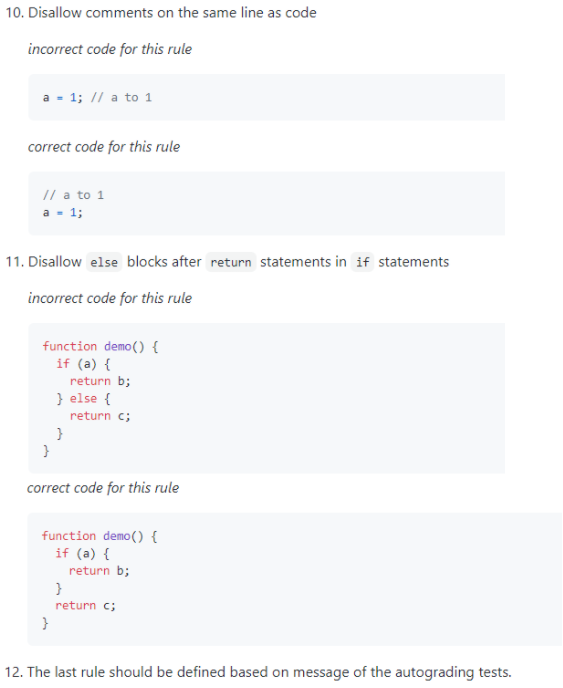 10. Disallow comments on the same line as code
incorrect code for this rule
a = 1; // a to 1
correct code for this rule
// a to 1
a = 1;
11. Disallow else blocks after return statements in if statements
incorrect code for this rule
function demo() {
  if (a) {
    return b;
  } else {
    return c;
  }
}
correct code for this rule
function demo() {
  if (a) {
    return b;
  }
  return c;
}
12. The last rule should be defined based on message of the autograding tests.